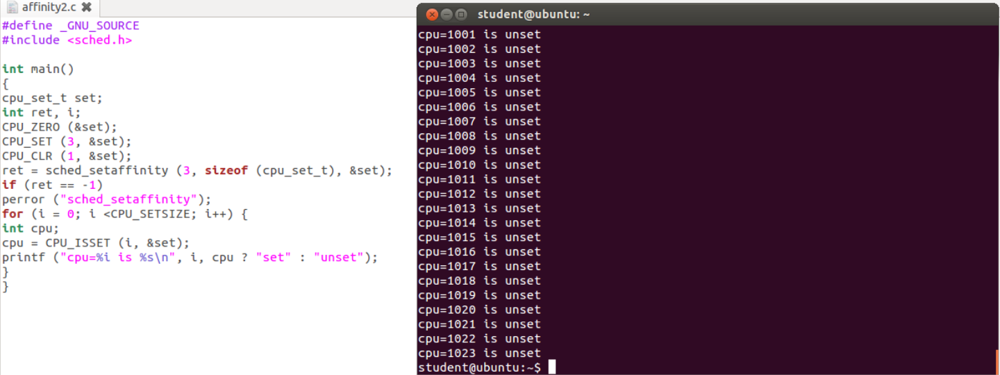 affinity2.c ✖
#define _GNU_SOURCE
#include <sched.h>
int main()
{
cpu_set_t set;
int ret, i;
CPU_ZERO (&set);
CPU_SET (3, &set);
CPU_CLR (1, &set);
ret = sched_setaffinity (3, sizeof (cpu_set_t), &set);
if (ret == -1)
perror ("sched_setaffinity");
for (i = 0; i <CPU_SETSIZE; i++) {
int cpu;
cpu = CPU_ISSET (i, &set);
printf ("cpu=%i is %s\n", i, cpu ? "set" : "unset");
}
}
student@ubuntu: ~
cpu=1001 is unset
cpu=1002 is unset
cpu=1003 is unset
cpu=1004 is unset
cpu=1005 is unset
cpu=1006 is unset
cpu=1007 is unset
cpu=1008 is unset
cpu=1009 is unset
cpu=1010 is unset
cpu=1011 is unset
cpu=1012 is unset
cpu=1013 is unset
cpu=1014 is unset
cpu=1015 is unset
cpu=1016 is unset
cpu=1017 is unset
cpu=1018 is unset
cpu=1019 is unset
cpu=1020 is unset
cpu=1021 is unset
cpu=1022 is unset
cpu=1023 is unset
student@ubuntu:~$